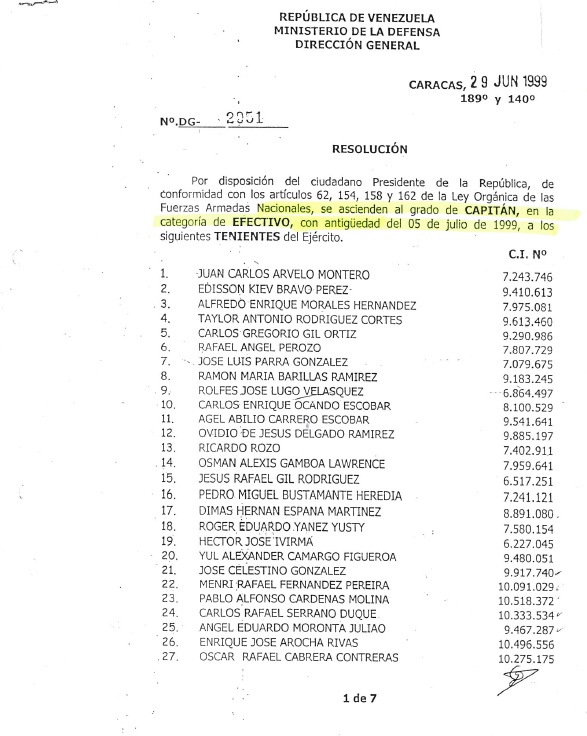 REPÚBLICA DE VENEZUELA
MINISTERIO DE LA DEFENSA
DIRECCIÓN GENERAL
CARACAS, 29 JUN 1999
189º y 140º
Nº.DG- 2951
RESOLUCIÓN
Por disposición del ciudadano Presidente de la República, de
conformidad con los artículos 62, 154, 158 y 162 de la Ley Orgánica de las
Fuerzas Armadas Nacionales, se ascienden al grado de CAPITÁN, en la
categoría de EFECTIVO, con antigüedad del 05 de julio de 1999, a los
siguientes TENIENTES del Ejército.
C.I. Nº
1. JUAN CARLOS ARVELO MONTERO 7.243.746
2. EDISSON KIEV BRAVO PEREZ 9.410.613
3. ALFREDO ENRIQUE MORALES HERNANDEZ 7.975.081
4. TAYLOR ANTONIO RODRIGUEZ CORTES 9.613.460
5. CARLOS GREGORIO GIL ORTIZ 9.290.986
6. RAFAEL ANGEL PEROZO 7.807.729
7. JOSE LUIS PARRA GONZALEZ 7.079.675
8. RAMON MARIA BARILLAS RAMIREZ 9.183.245
9. ROLFES JOSE LUGO VELASQUEZ 6.864.497
10. CARLOS ENRIQUE OCANDO ESCOBAR 8.100.529
11. AGEL ABILIO CARRERO ESCOBAR 9.541.641
12. OVIDIO DE JESUS DELGADO RAMIREZ 9.885.197
13. RICARDO ROZO 7.402.911
14. OSMAN ALEXIS GAMBOA LAWRENCE 7.959.641
15. JESUS RAFAEL GIL RODRIGUEZ 6.517.251
16. PEDRO MIGUEL BUSTAMANTE HEREDIA 7.241.121
17. DIMAS HERNAN ESPANA MARTINEZ 8.891.080
18. ROGER EDUARDO YANEZ YUSTY 7.580.154
19. HECTOR JOSE IVIRMA 6.227.045
20. YUL ALEXANDER CAMARGO FIGUEROA 9.480.051
21. JOSE CELESTINO GONZALEZ 9.917.740
22. MENRI RAFAEL FERNANDEZ PEREIRA 10.091.029
23. PABLO ALFONSO CARDENAS MOLINA 10.518.372
24. CARLOS RAFAEL SERRANO DUQUE 10.333.534
25. ANGEL EDUARDO MORONTA JULIAO 9.467.287
26. ENRIQUE JOSE AROCHA RIVAS 10.496.556
27. OSCAR RAFAEL CABRERA CONTRERAS 10.275.175
1 de 7